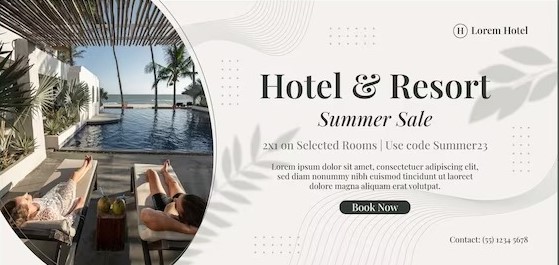 H Lorem Hotel
Hotel & Resort
Summer Sale
2x1 on Selected Rooms | Use code Summer23
Lorem ipsum dolor sit amet, consectetuer adipiscing elit,
sed diam nonummy nibh euismod tincidunt ut laoreet
dolore magna aliquam erat volutpat.
Book Now
Contact: (55) 1234 5678